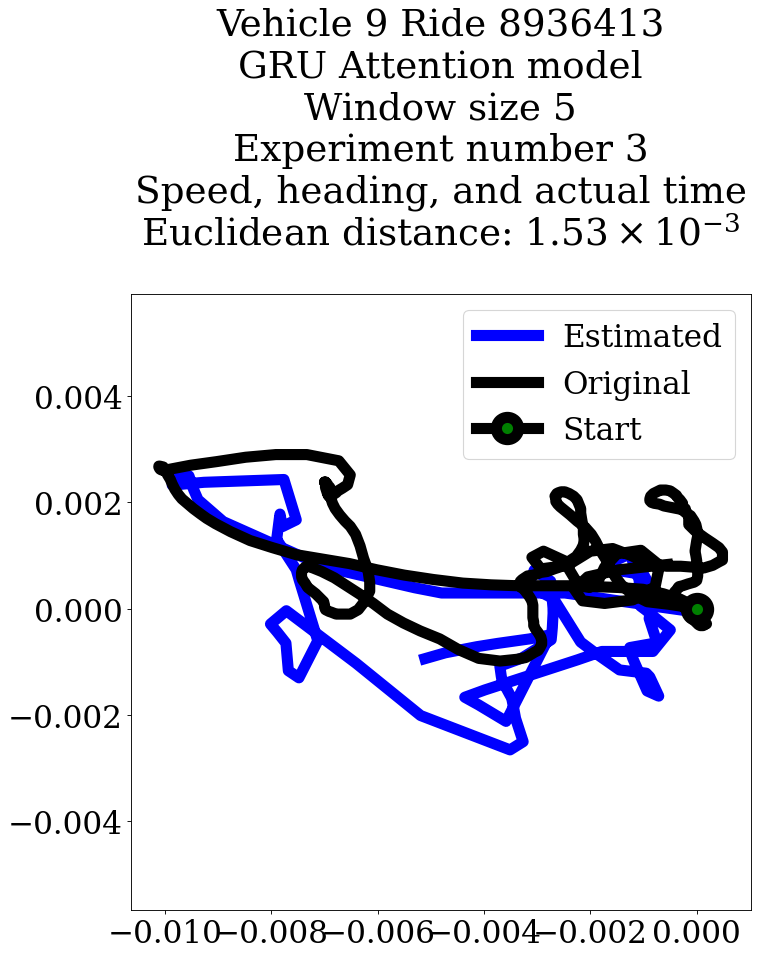 Vehicle 9 Ride 8936413
GRU Attention model
Window size 5
Experiment number 3
Speed, heading, and actual time
Euclidean distance: 1.53 × 10⁻³
Estimated
Original
Start
0.004
0.002
0.000
−0.002
−0.004
−0.010 −0.008 −0.006 −0.004 −0.002 0.000